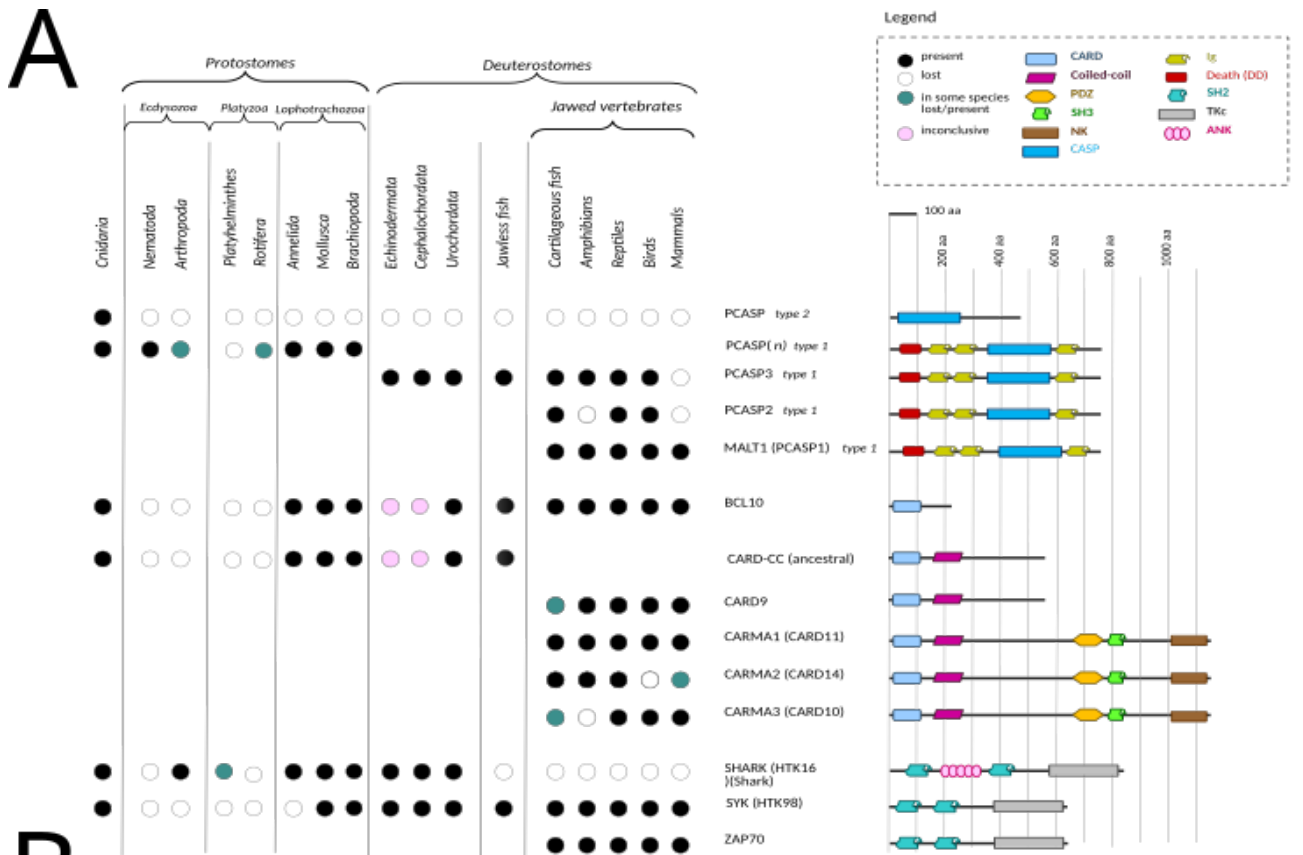 A
Legend
present
lost
in some species
lost/present
inconclusive
CARD
Coiled-coil
PDZ
SH3
NK
CASP
Ig
Death (DD)
SH2
TKc
ANK
Protostomes
Deuterostomes
Ecdysozoa
Platyzoa
Lophotrochozoa
Jawed vertebrates
Cnidaria
Nematoda
Arthropoda
Platyhelminthes
Rotifera
Annelida
Mollusca
Brachiopoda
Echinodermata
Cephalochordata
Urochordata
Jawless fish
Cartilageous fish
Amphibians
Reptiles
Birds
Mammals
100 aa
200 aa
400 aa
600 aa
800 aa
1000 aa
PCASP type 2
PCASP(n) type 1
PCASP3 type 1
PCASP2 type 1
MALT1 (PCASP1) type 1
BCL10
CARD-CC (ancestral)
CARD9
CARMA1 (CARD11)
CARMA2 (CARD14)
CARMA3 (CARD10)
SHARK (HTK16
)(Shark)
SYK (HTK98)
ZAP70